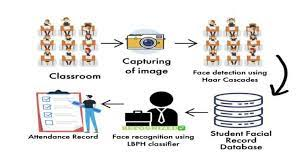 Classroom
Capturing
of image
Face detection using
Haar Cascades
Attendance Record
RECOGNIZED
Face recognition using
LBPH classifier
Student Facial
Record
Database